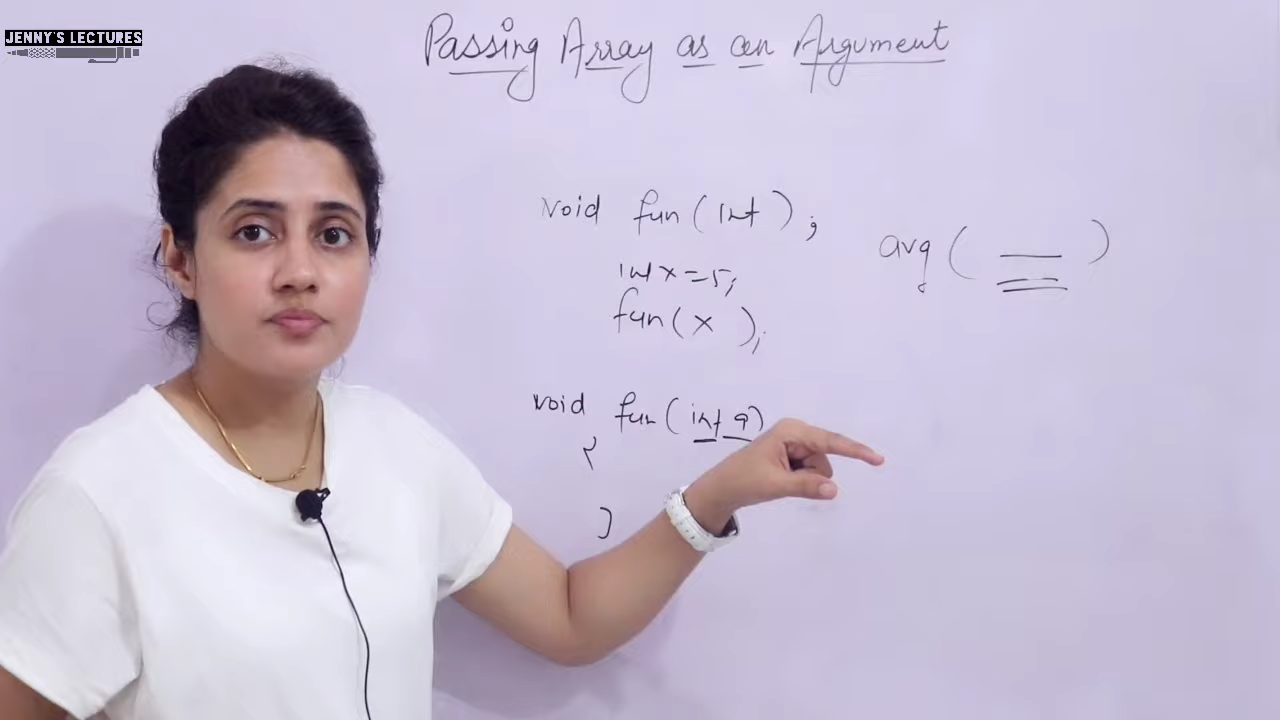 JENNY'S LECTURES
Passing Array as an Argument
void fun(int);
int x=5;
fun(x);
avg( )
void fun(int a)
{
}